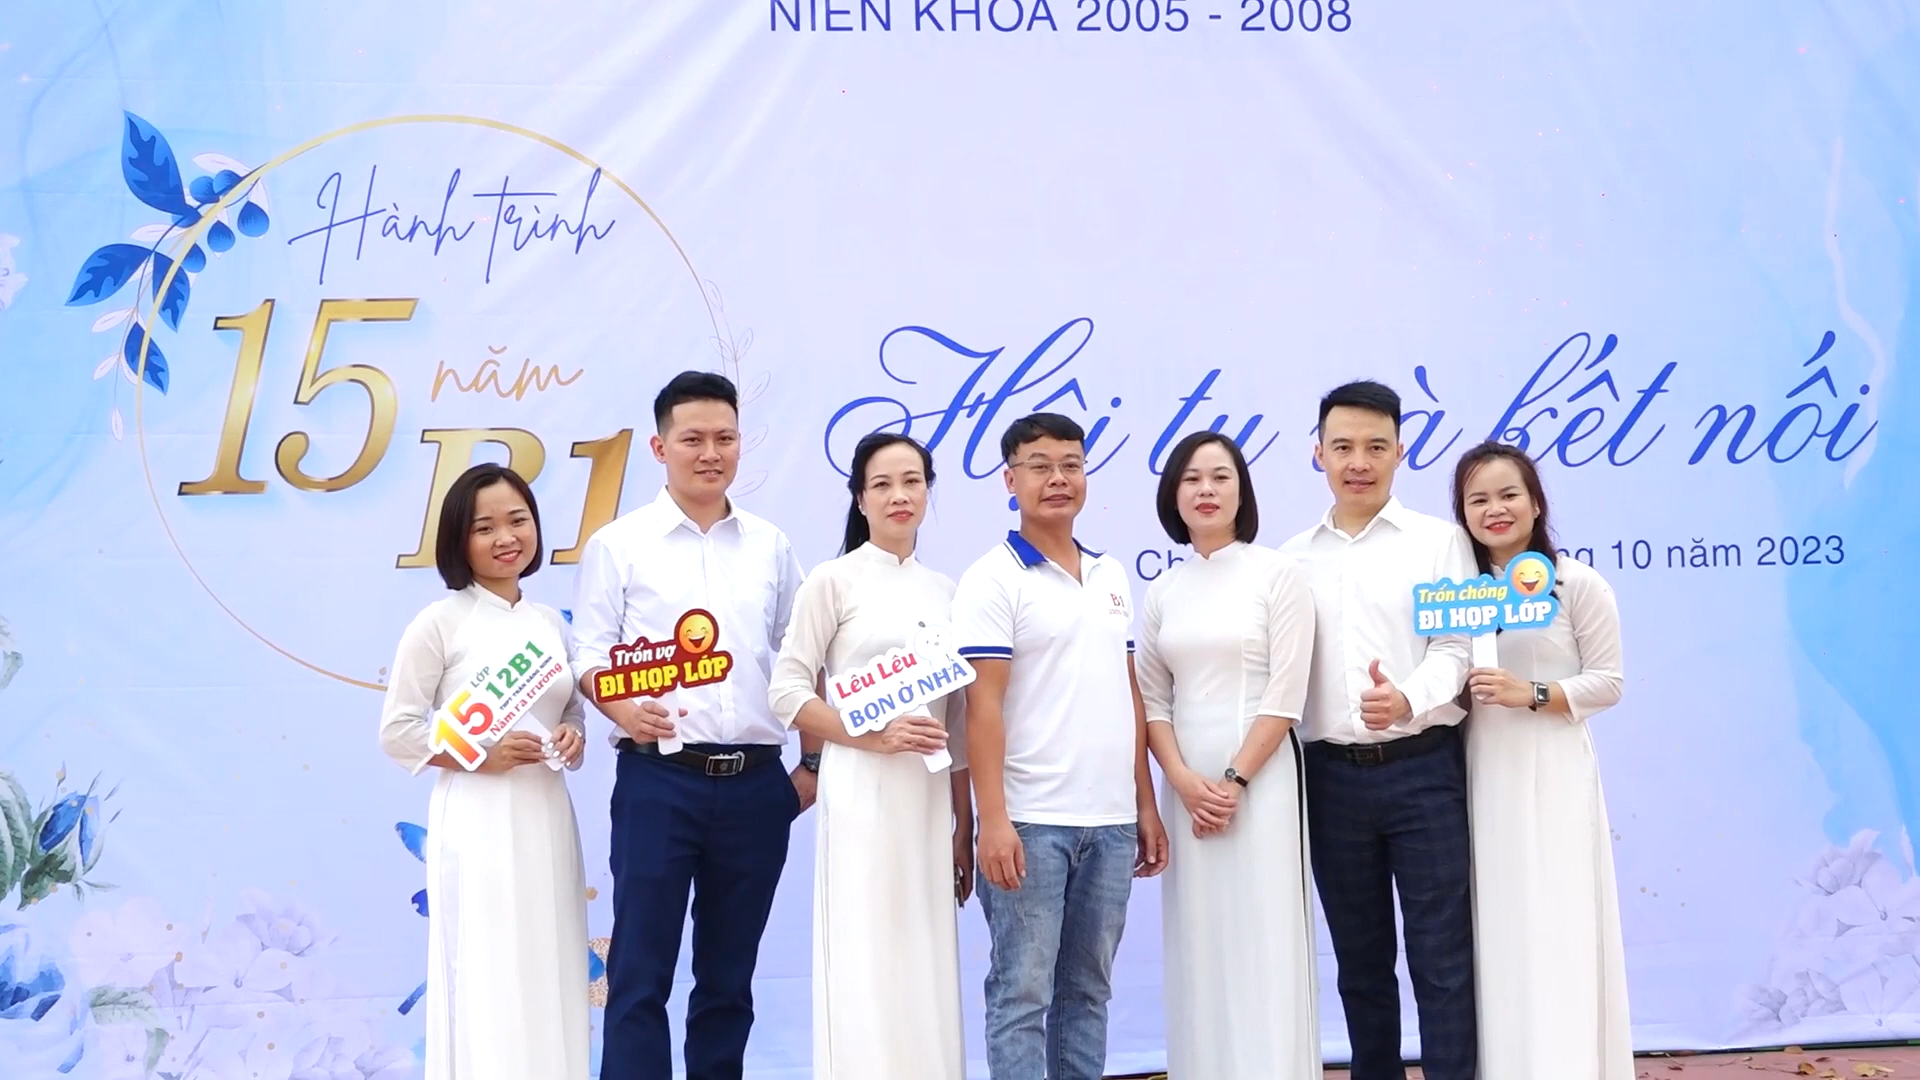 NIÊN KHÓA 2005 - 2008
Hành trình
15 năm
B1
Hội tụ và kết nối
10 năm 2023
LỚP 12B1
15 Năm ra trường
Trốn vợ
ĐI HỌP LỚP
Lêu Lêu
BỌN Ở NHÀ
B1
Trốn chồng
ĐI HỌP LỚP